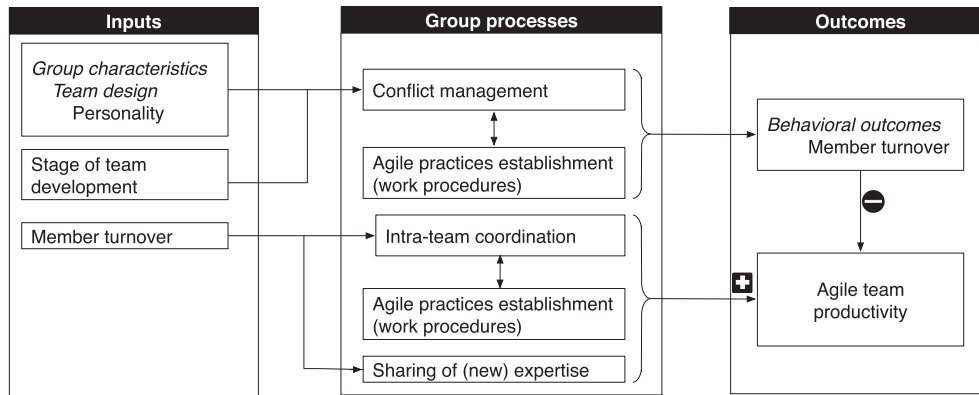 Inputs
Group characteristics
Team design
Personality
Stage of team
development
Member turnover
Group processes
Conflict management
Agile practices establishment
(work procedures)
Intra-team coordination
Agile practices establishment
(work procedures)
Sharing of (new) expertise
Outcomes
Behavioral outcomes
Member turnover
Agile team
productivity